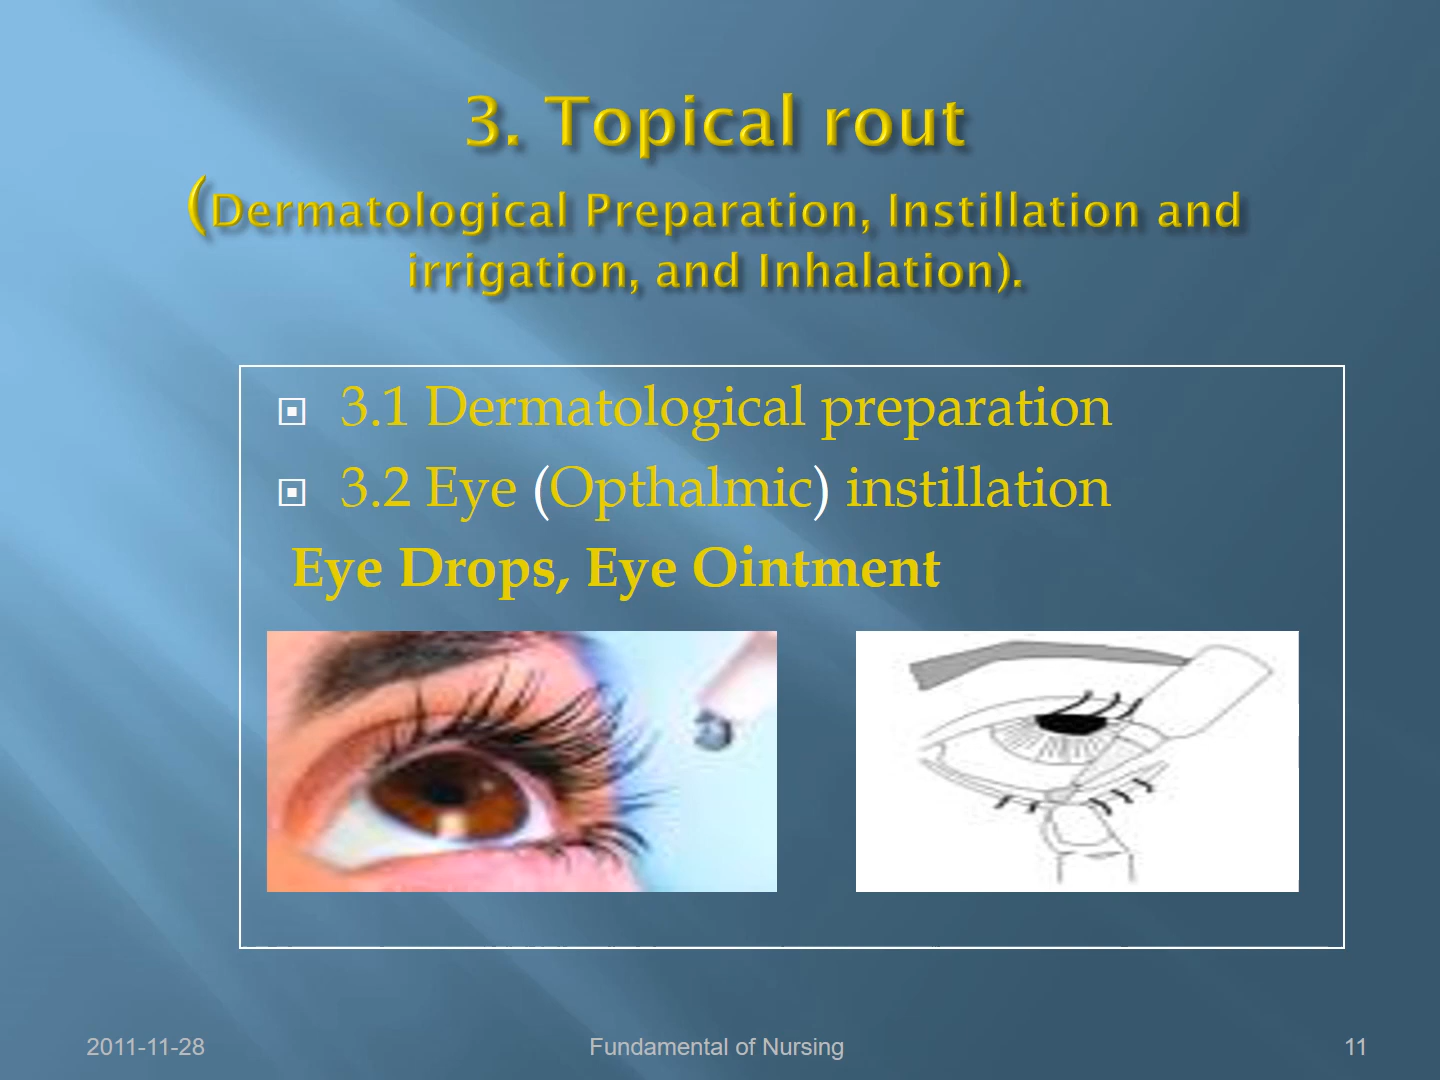 3. Topical rout
(Dermatological Preparation, Instillation and
irrigation, and Inhalation).
3.1 Dermatological preparation
3.2 Eye (Opthalmic) instillation
Eye Drops, Eye Ointment
2011-11-28
Fundamental of Nursing
11